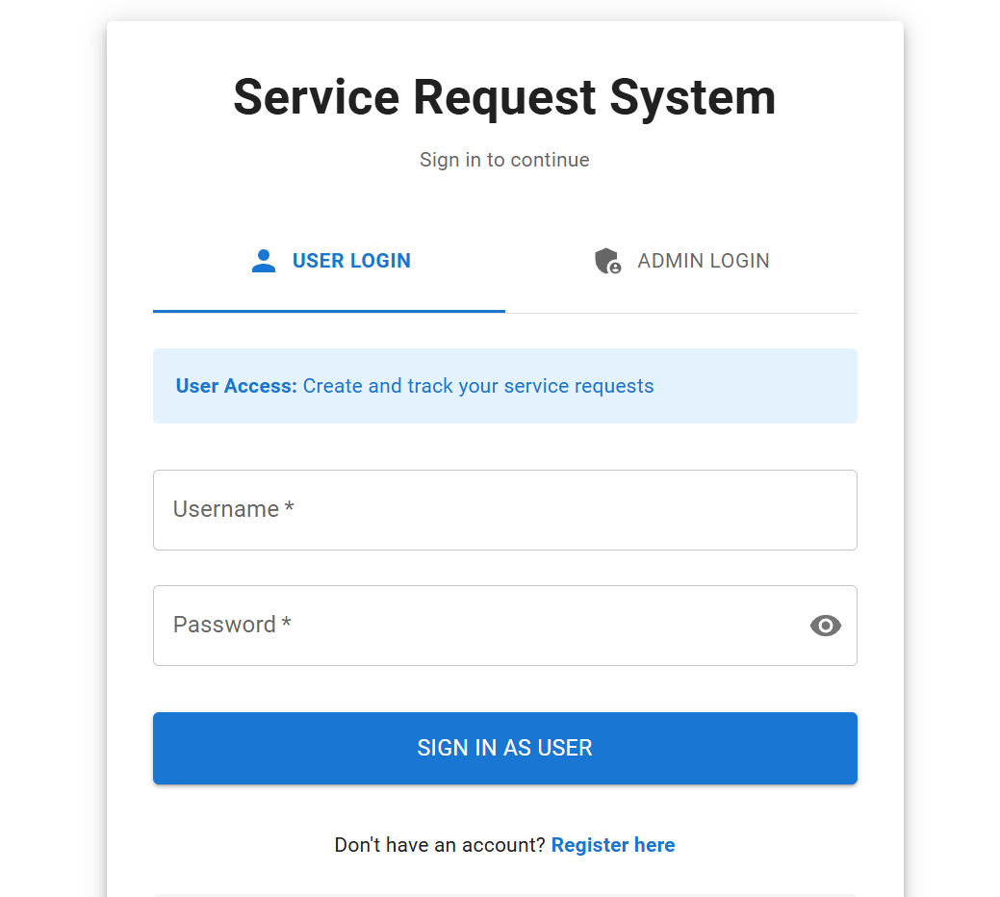 Service Request System
Sign in to continue
USER LOGIN
ADMIN LOGIN
User Access: Create and track your service requests
Username *
Password *
SIGN IN AS USER
Don't have an account? Register here